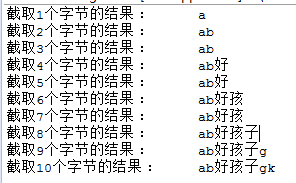 截取1个字节的结果：	a
截取2个字节的结果：	ab
截取3个字节的结果：	ab
截取4个字节的结果：	ab好
截取5个字节的结果：	ab好
截取6个字节的结果：	ab好孩
截取7个字节的结果：	ab好孩
截取8个字节的结果：	ab好孩子
截取9个字节的结果：	ab好孩子g
截取10个字节的结果：	ab好孩子gk